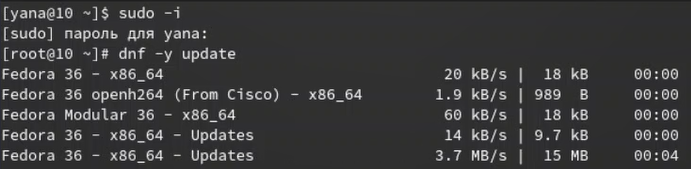 [yana@10 ~]$ sudo -i
[sudo] пароль для yana:
[root@10 ~]# dnf -y update
Fedora 36 - x86_64 20 kB/s | 18 kB 00:00
Fedora 36 openh264 (From Cisco) - x86_64 1.9 kB/s | 989 B 00:00
Fedora Modular 36 - x86_64 60 kB/s | 18 kB 00:00
Fedora 36 - x86_64 - Updates 14 kB/s | 9.7 kB 00:00
Fedora 36 - x86_64 - Updates 3.7 MB/s | 15 MB 00:04